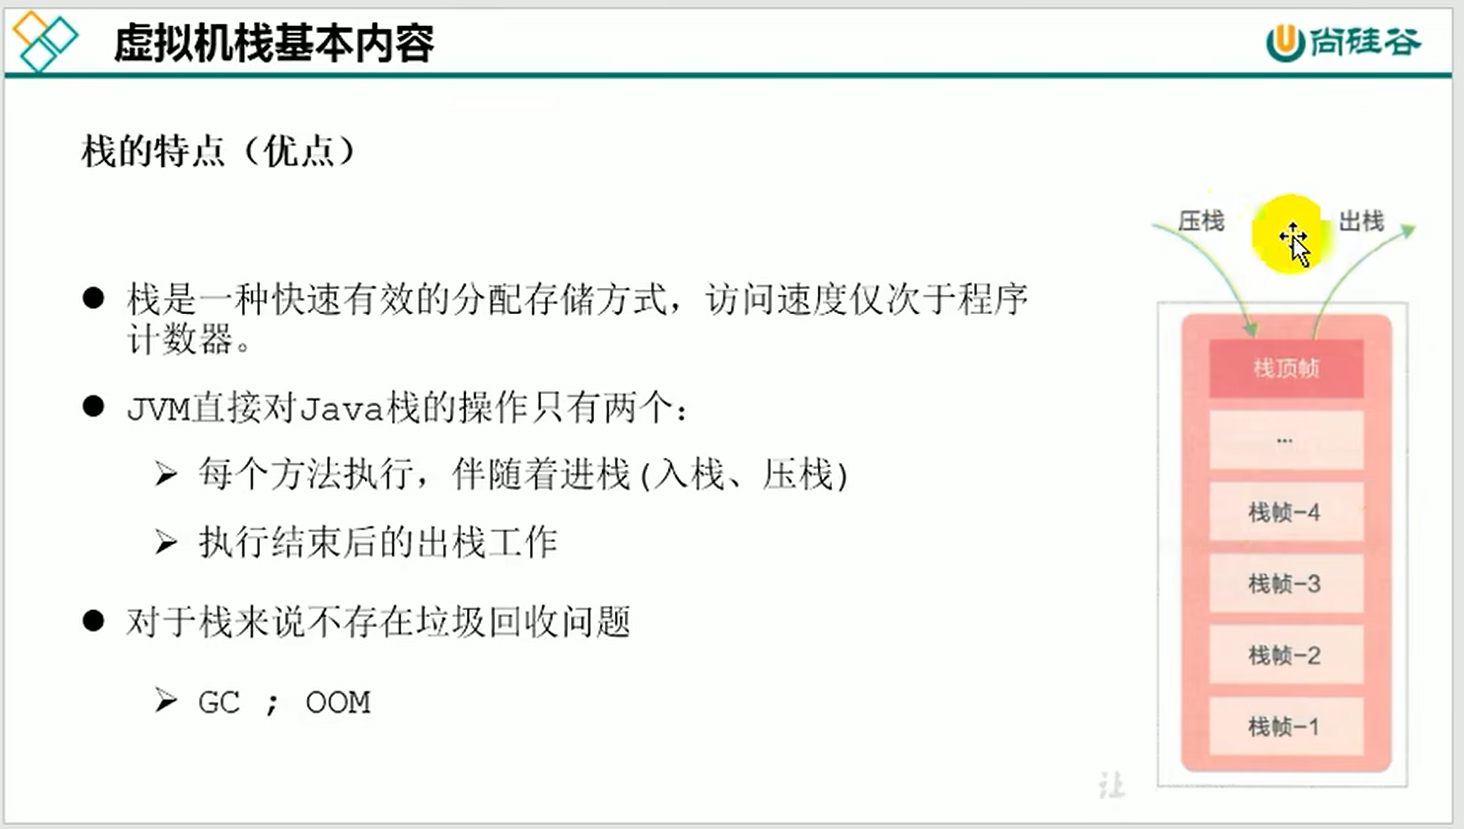 虚拟机栈基本内容
尚硅谷
栈的特点（优点）
压栈
出栈
● 栈是一种快速有效的分配存储方式，访问速度仅次于程序
计数器。
● JVM直接对Java栈的操作只有两个：
➢ 每个方法执行，伴随着进栈(入栈、压栈)
➢ 执行结束后的出栈工作
● 对于栈来说不存在垃圾回收问题
➢ GC ; OOM
栈顶帧
...
栈帧-4
栈帧-3
栈帧-2
栈帧-1
让